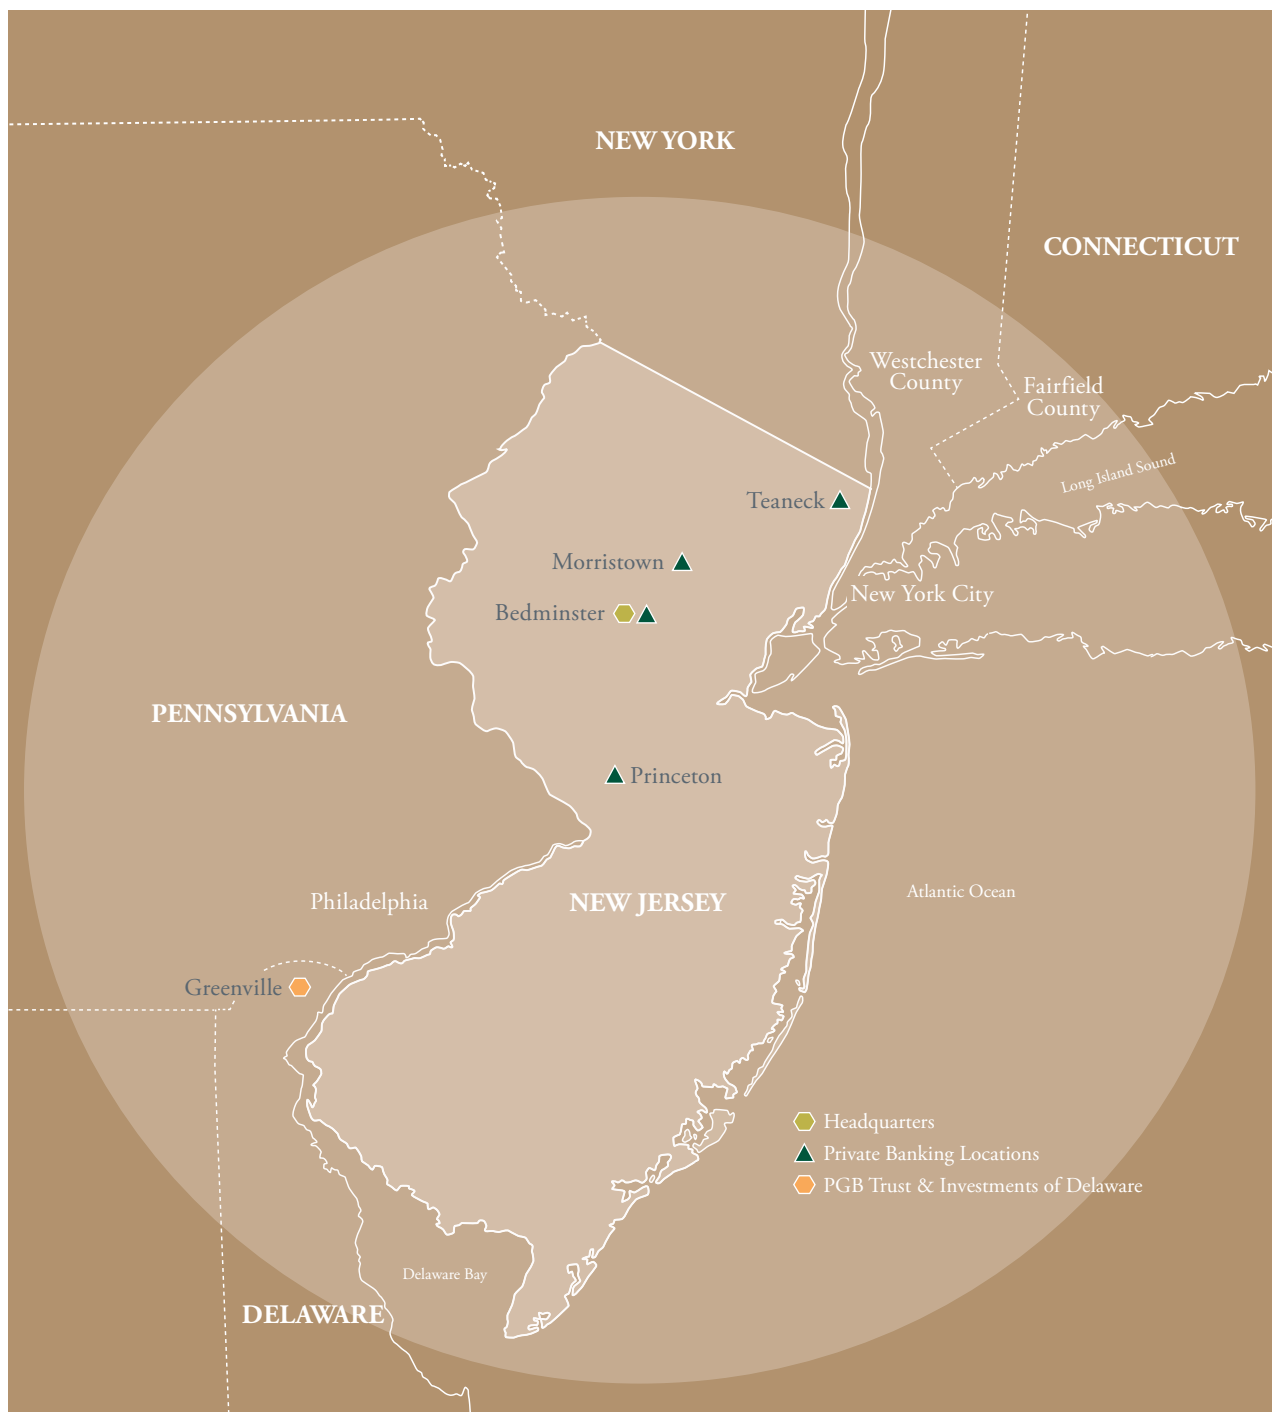 NEW YORK
CONNECTICUT
Westchester
County
Fairfield
County
Long Island Sound
Teaneck
Morristown
New York City
Bedminster
PENNSYLVANIA
Princeton
Atlantic Ocean
Philadelphia
NEW JERSEY
Greenville
Headquarters
Private Banking Locations
PGB Trust & Investments of Delaware
Delaware Bay
DELAWARE